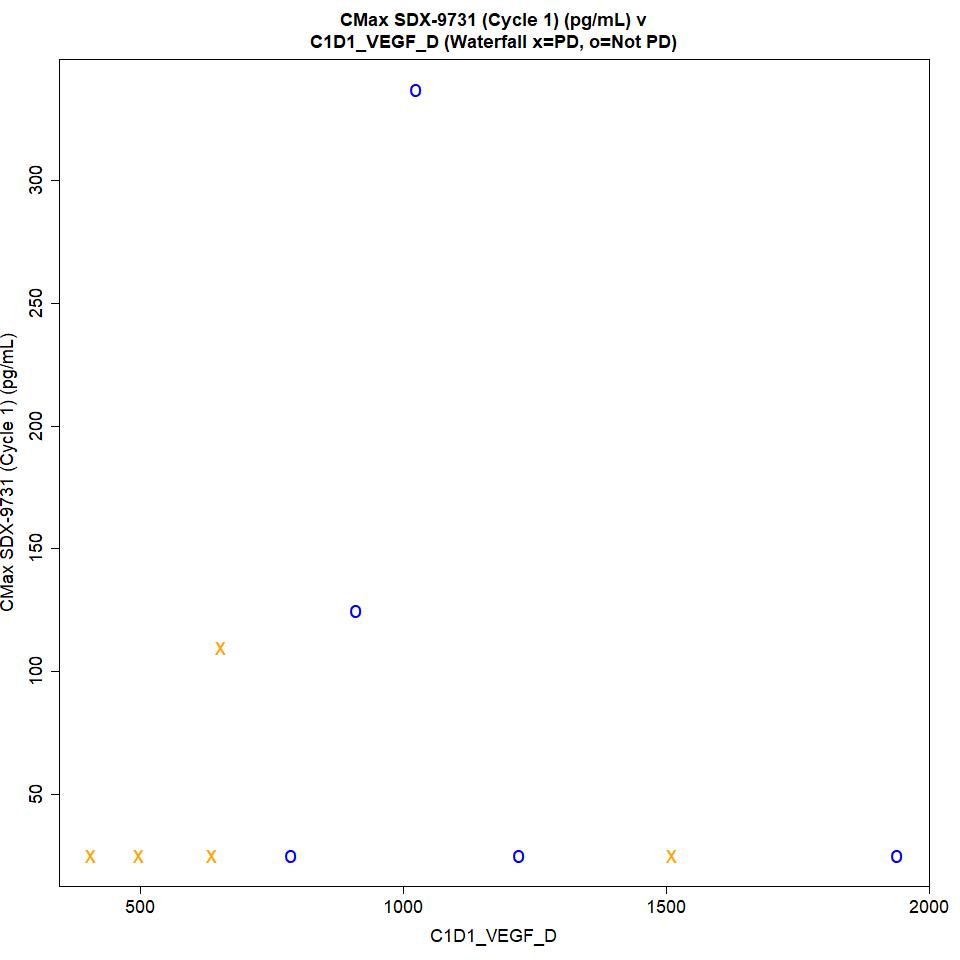 CMax SDX-9731 (Cycle 1) (pg/mL) v
C1D1_VEGF_D (Waterfall x=PD, o=Not PD)
CMax SDX-9731 (Cycle 1) (pg/mL)
300
250
200
150
100
50
o
o
x
x
x
x
o
o
x
o
500
1000
1500
2000
C1D1_VEGF_D